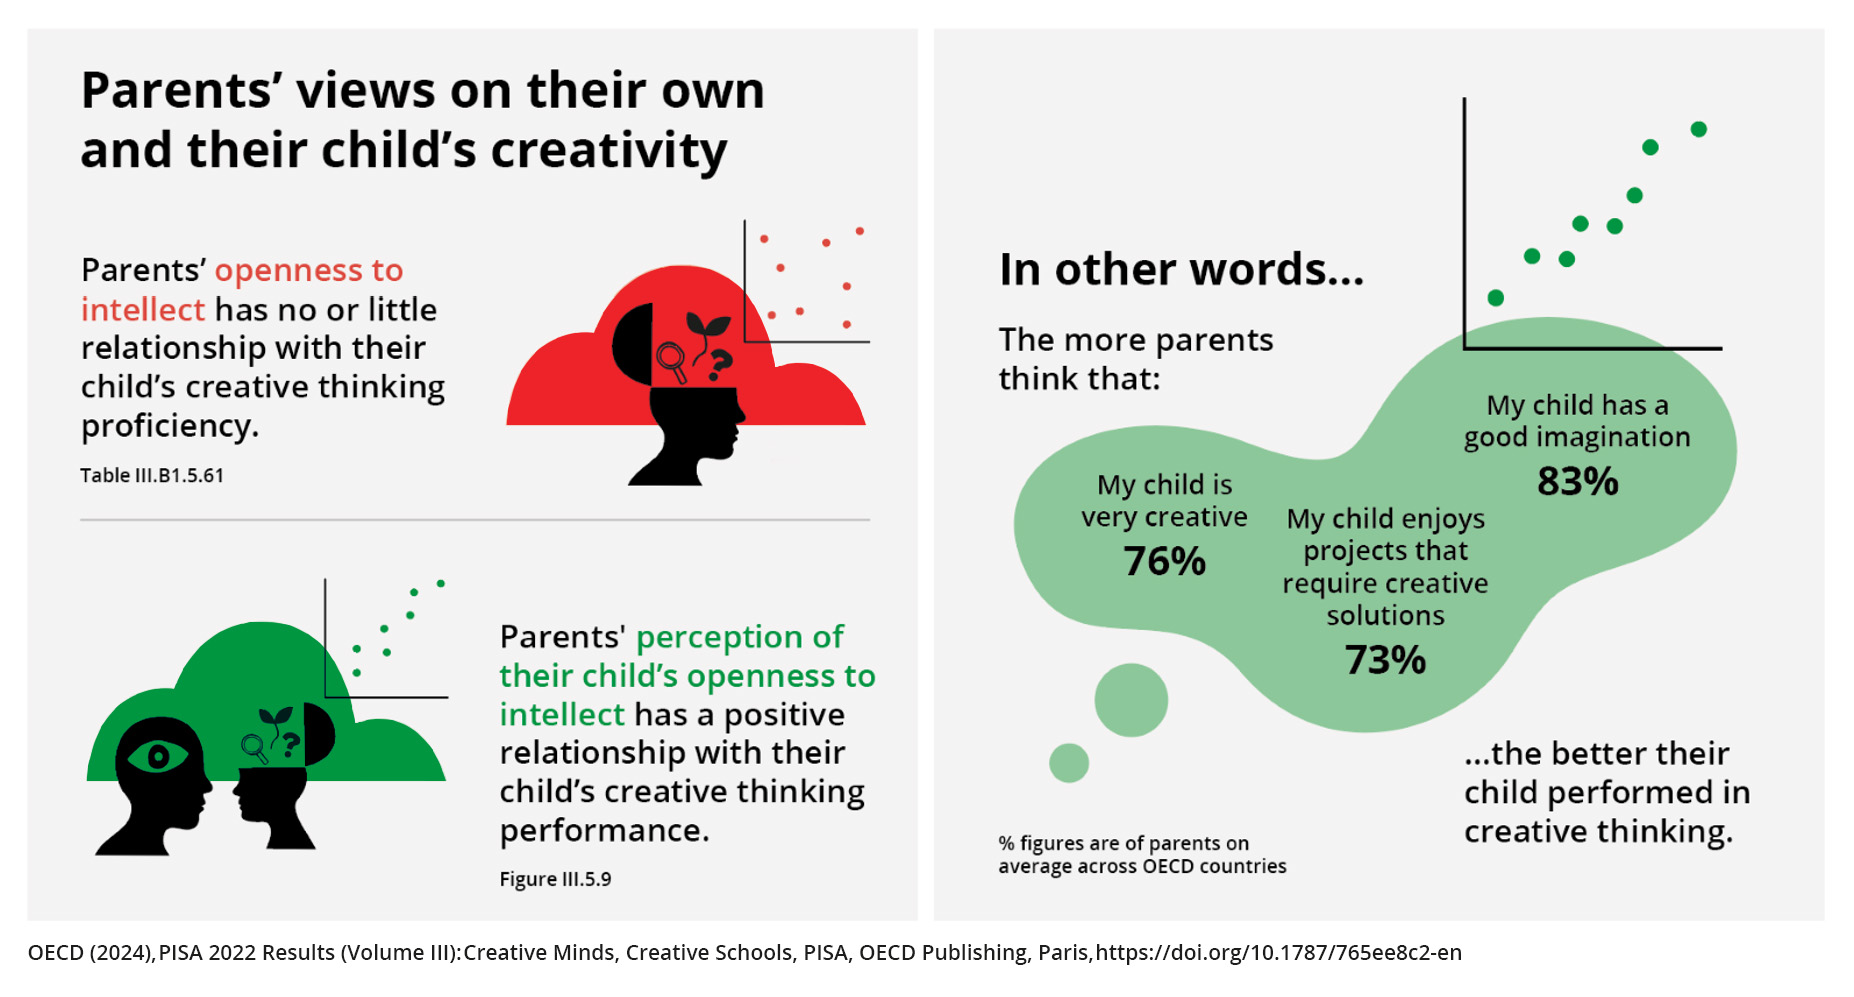 Parents’ views on their own
and their child’s creativity
Parents’ openness to
intellect has no or little
relationship with their
child’s creative thinking
proficiency.
Table III.B1.5.61
Parents' perception of
their child’s openness to
intellect has a positive
relationship with their
child’s creative thinking
performance.
Figure III.5.9
In other words...
The more parents
think that:
My child is
very creative
76%
My child enjoys
projects that
require creative
solutions
73%
My child has a
good imagination
83%
...the better their
child performed in
creative thinking.
% figures are of parents on
average across OECD countries
OECD (2024),PISA 2022 Results (Volume III):Creative Minds, Creative Schools, PISA, OECD Publishing, Paris,https://doi.org/10.1787/765ee8c2-en